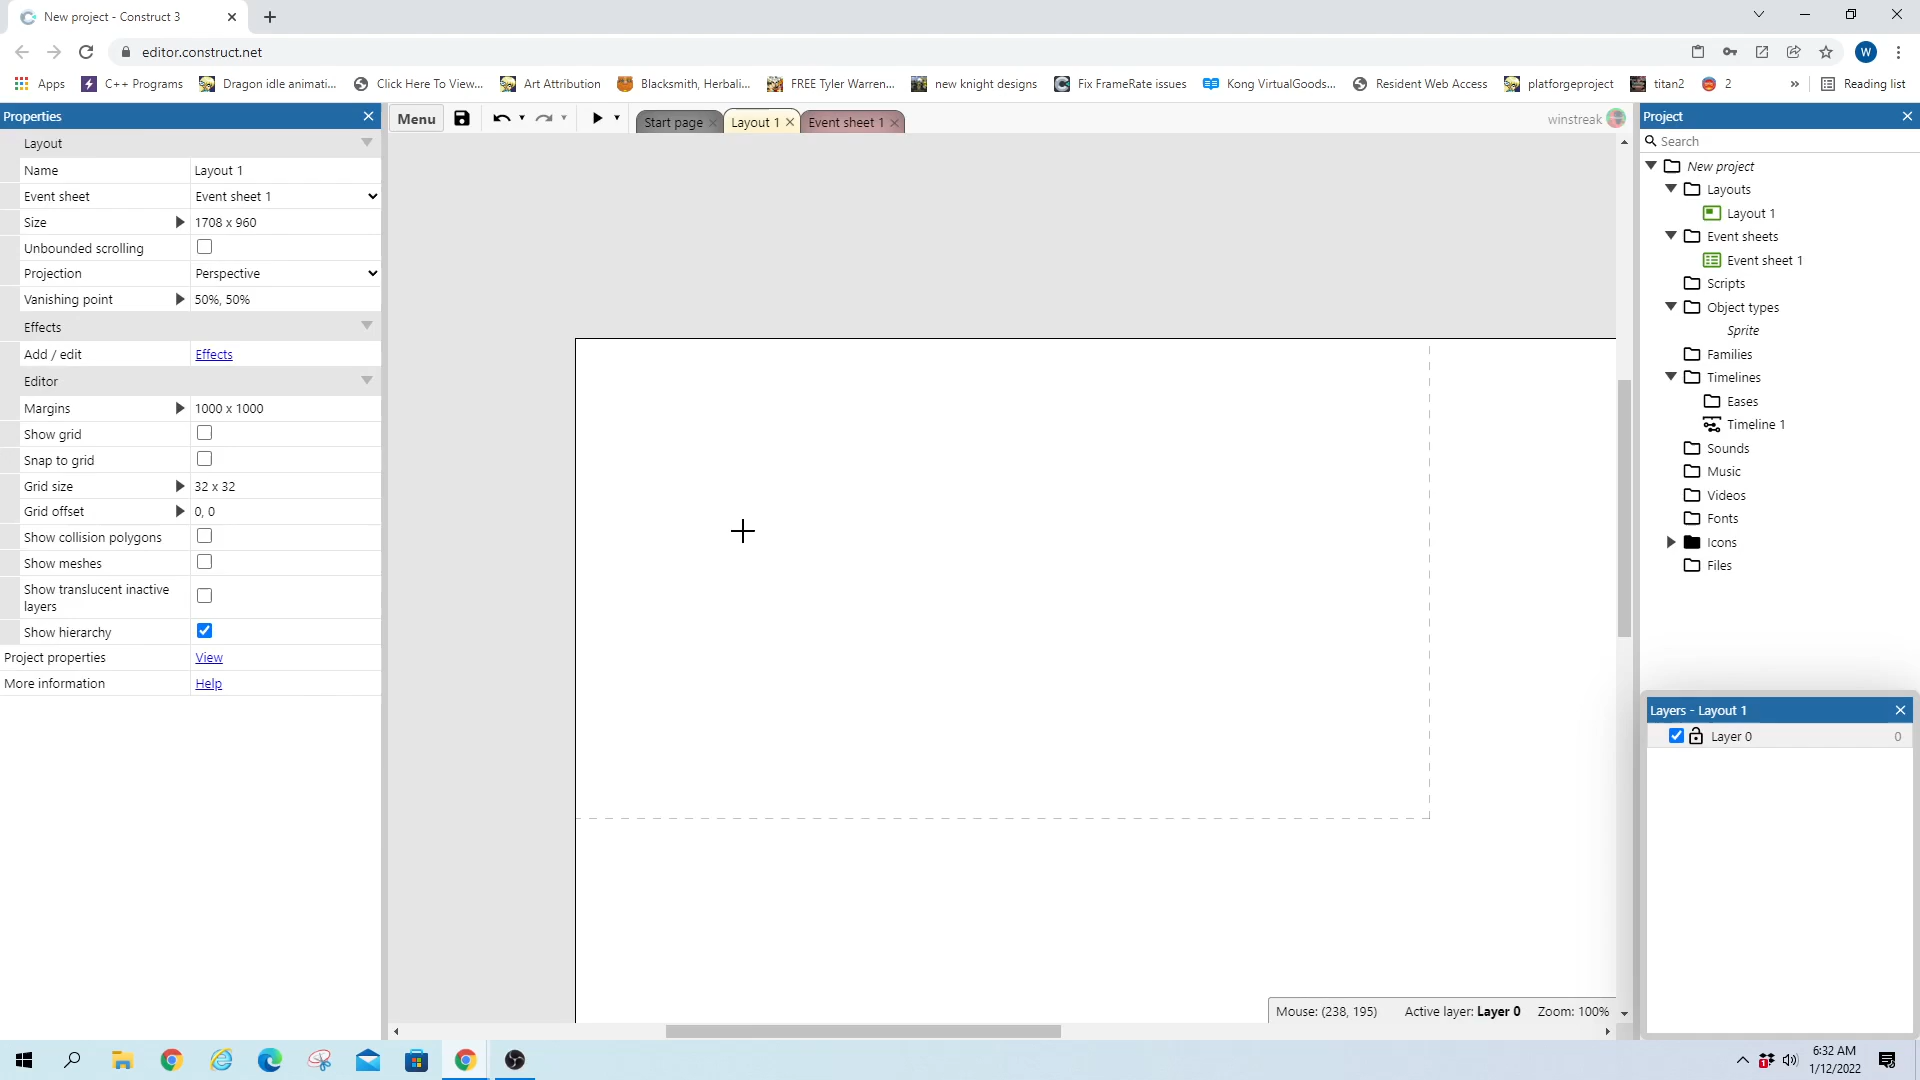 New project - Construct 3
editor.construct.net
W
Apps
C++ Programs
Dragon idle animati...
Click Here To View...
Art Attribution
Blacksmith, Herbali...
FREE Tyler Warren...
new knight designs
Fix FrameRate issues
Kong VirtualGoods...
Resident Web Access
platforgeproject
titan2
2
»
Reading list
Properties
Menu
Start page
Layout 1
Event sheet 1
winstreak
Project
Layout
Name Layout 1
Event sheet Event sheet 1
Size 1708 x 960
Unbounded scrolling
Projection Perspective
Vanishing point 50%, 50%
Effects
Add / edit Effects
Editor
Margins 1000 x 1000
Show grid
Snap to grid
Grid size 32 x 32
Grid offset 0, 0
Show collision polygons
Show meshes
Show translucent inactive
layers
Show hierarchy
Project properties View
More information Help
Search
New project
Layouts
Layout 1
Event sheets
Event sheet 1
Scripts
Object types
Sprite
Families
Timelines
Eases
Timeline 1
Sounds
Music
Videos
Fonts
Icons
Files
Layers - Layout 1
Layer 0 0
Mouse: (238, 195) Active layer: Layer 0 Zoom: 100%
6:32 AM
1/12/2022